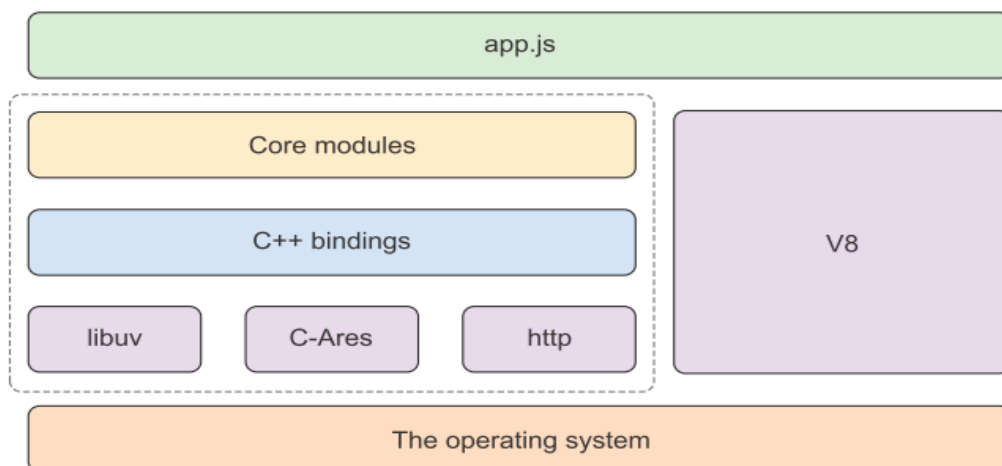 app.js
Core modules
C++ bindings
V8
libuv
C-Ares
http
The operating system